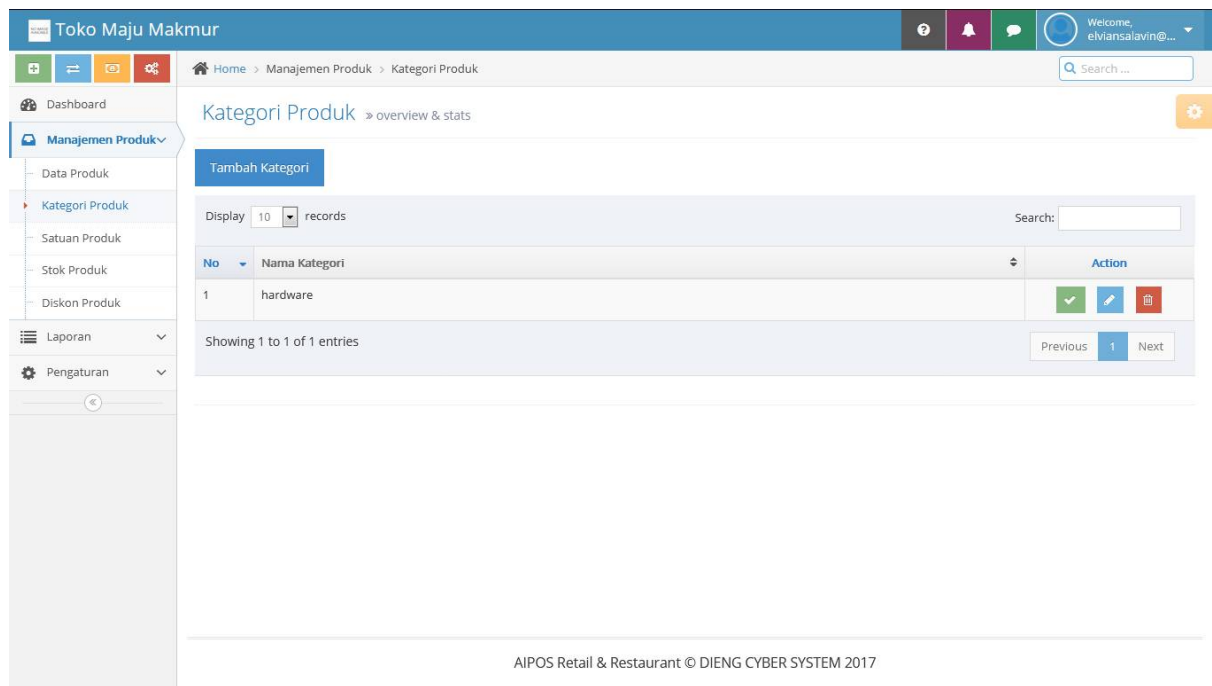 Toko Maju Makmur
Welcome,
elviansalavin@...
Home > Manajemen Produk > Kategori Produk
Search ...
Dashboard
Manajemen Produk
Data Produk
Kategori Produk
Satuan Produk
Stok Produk
Diskon Produk
Laporan
Pengaturan
Kategori Produk » overview & stats
Tambah Kategori
Display 10 records
Search:
No Nama Kategori Action
1 hardware
Showing 1 to 1 of 1 entries
Previous 1 Next
AIPOS Retail & Restaurant © DIENG CYBER SYSTEM 2017